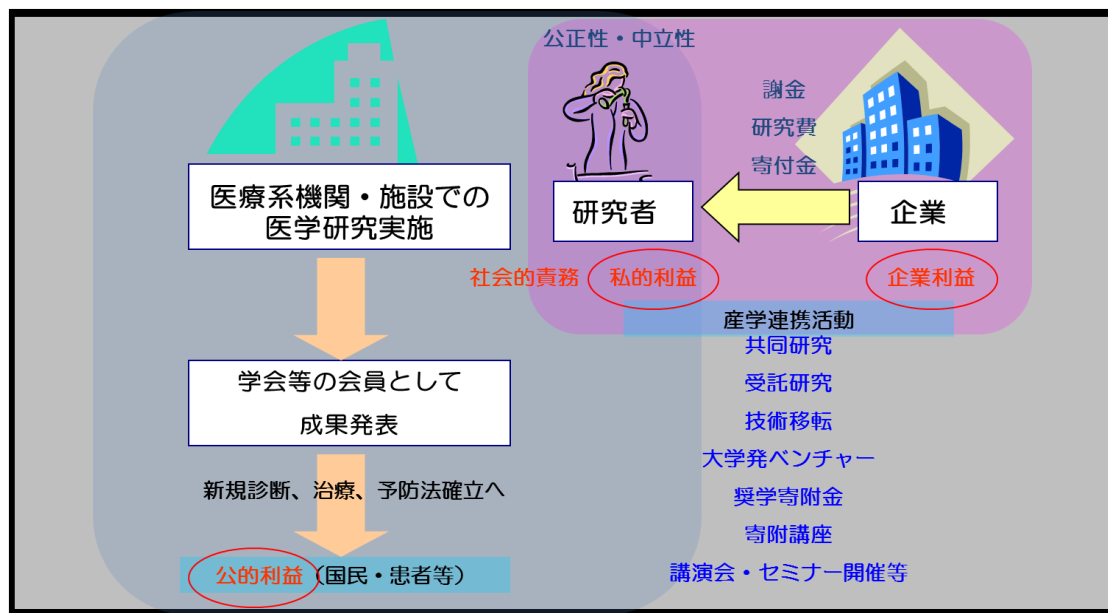 公正性・中立性
謝金
研究費
寄付金
医療系機関・施設での
医学研究実施
研究者
企業
社会的責務
私的利益
企業利益
産学連携活動
共同研究
受託研究
技術移転
大学発ベンチャー
奨学寄附金
寄附講座
講演会・セミナー開催等
学会等の会員として
成果発表
新規診断、治療、予防法確立へ
公的利益（国民・患者等）